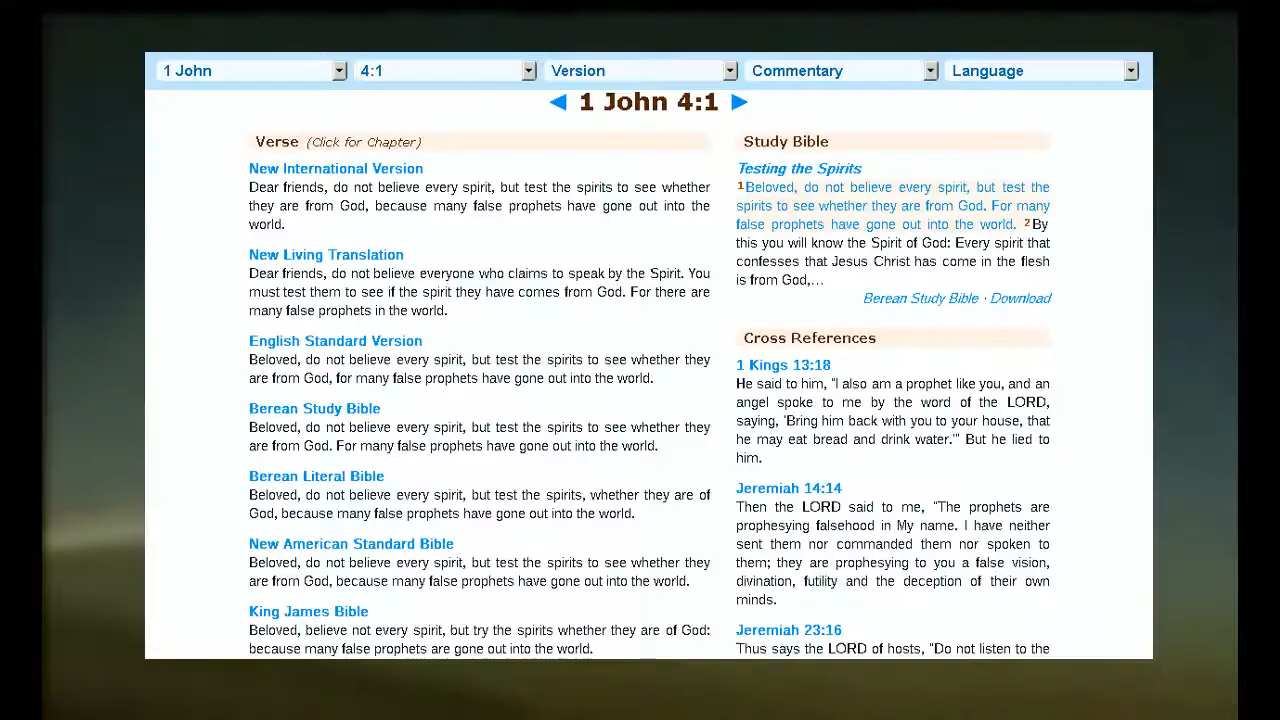 1 John
4:1
Version
Commentary
Language
1 John 4:1
Verse (Click for Chapter)
New International Version
Dear friends, do not believe every spirit, but test the spirits to see whether
they are from God, because many false prophets have gone out into the
world.
New Living Translation
Dear friends, do not believe everyone who claims to speak by the Spirit. You
must test them to see if the spirit they have comes from God. For there are
many false prophets in the world.
English Standard Version
Beloved, do not believe every spirit, but test the spirits to see whether they
are from God, for many false prophets have gone out into the world.
Berean Study Bible
Beloved, do not believe every spirit, but test the spirits to see whether they
are from God. For many false prophets have gone out into the world.
Berean Literal Bible
Beloved, do not believe every spirit, but test the spirits, whether they are of
God, because many false prophets have gone out into the world.
New American Standard Bible
Beloved, do not believe every spirit, but test the spirits to see whether they
are from God, because many false prophets have gone out into the world.
King James Bible
Beloved, believe not every spirit, but try the spirits whether they are of God:
because many false prophets are gone out into the world.
Study Bible
Testing the Spirits
1Beloved, do not believe every spirit, but test the
spirits to see whether they are from God. For many
false prophets have gone out into the world. 2By
this you will know the Spirit of God: Every spirit that
confesses that Jesus Christ has come in the flesh
is from God,…
Berean Study Bible · Download
Cross References
1 Kings 13:18
He said to him, "I also am a prophet like you, and an
angel spoke to me by the word of the LORD,
saying, 'Bring him back with you to your house, that
he may eat bread and drink water.'" But he lied to
him.
Jeremiah 14:14
Then the LORD said to me, "The prophets are
prophesying falsehood in My name. I have neither
sent them nor commanded them nor spoken to
them; they are prophesying to you a false vision,
divination, futility and the deception of their own
minds.
Jeremiah 23:16
Thus says the LORD of hosts, "Do not listen to the